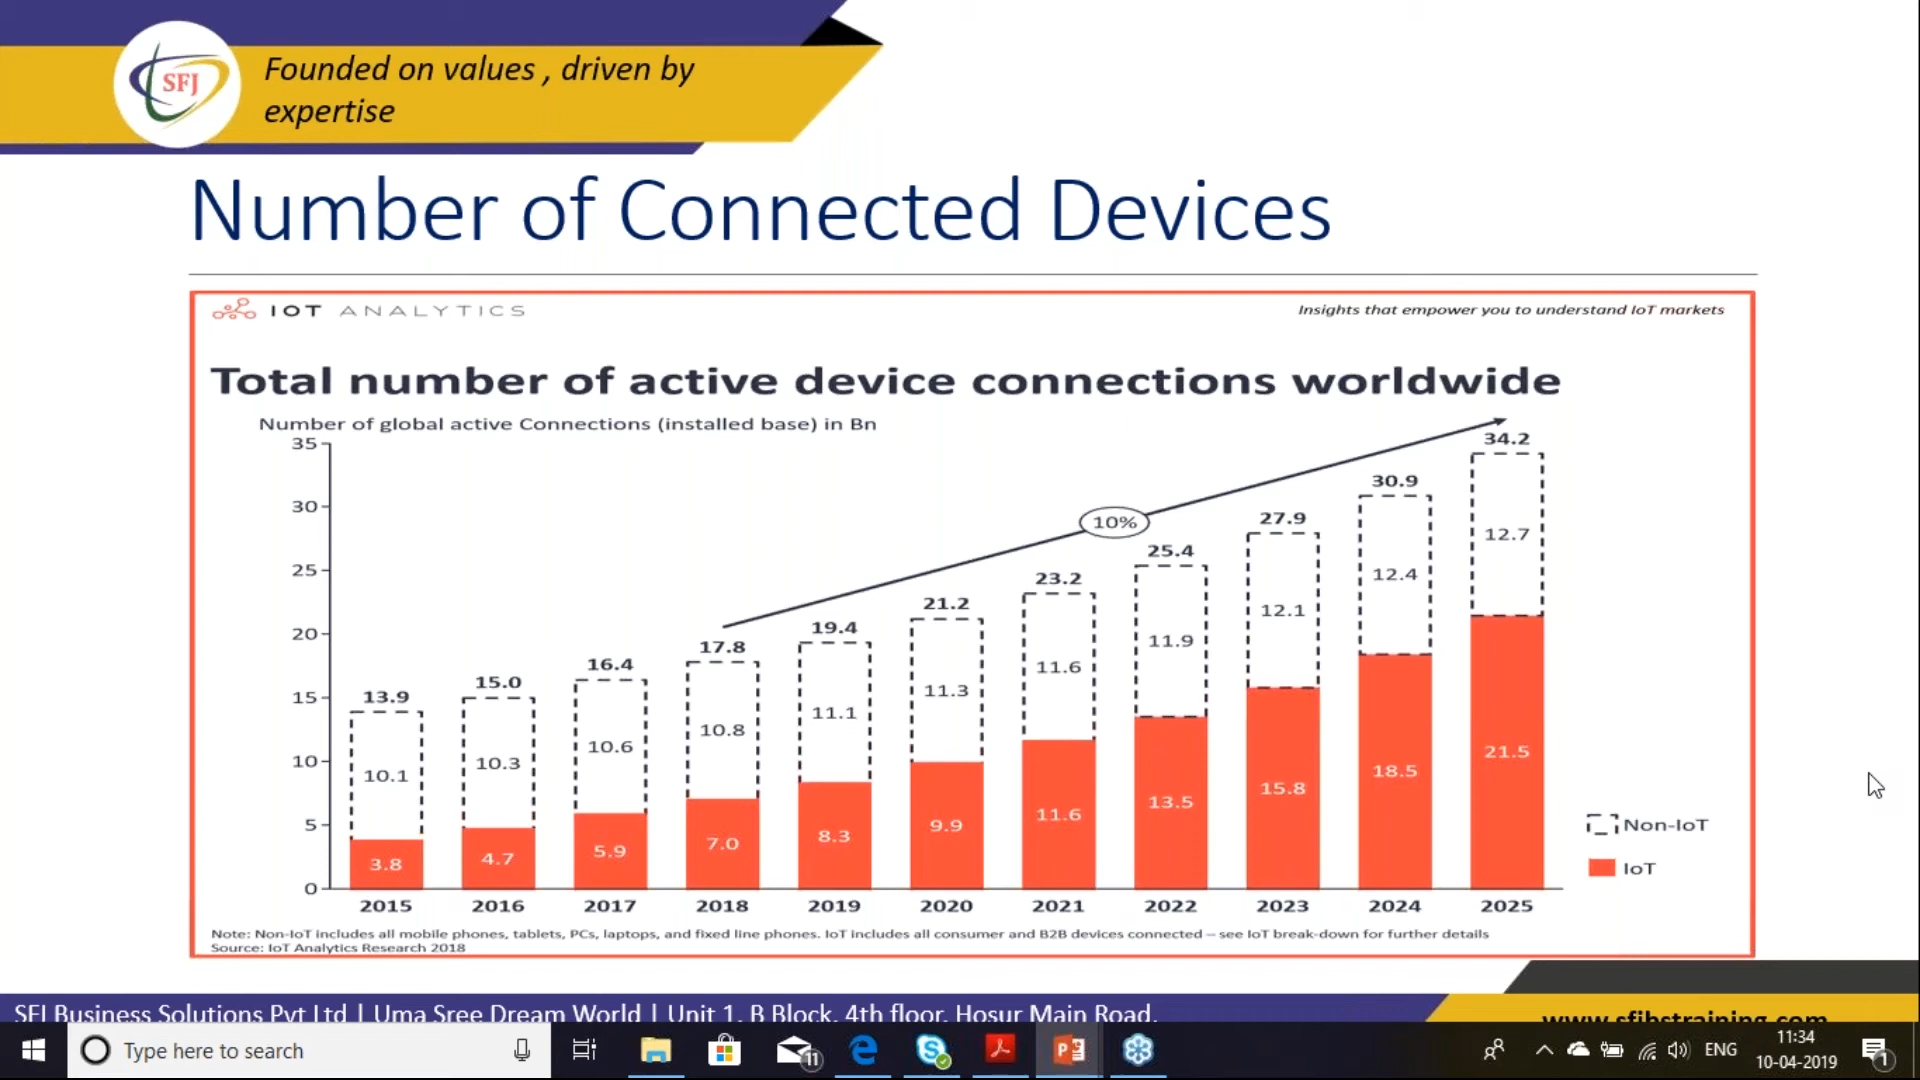 SFJ
Founded on values , driven by
expertise
Number of Connected Devices
IOT ANALYTICS
Insights that empower you to understand IoT markets
Total number of active device connections worldwide
Number of global active Connections (installed base) in Bn
35
30
25
20
15
10
5
0
10%
13.9 15.0 16.4 17.8 19.4 21.2 23.2 25.4 27.9 30.9 34.2
10.1 10.3 10.6 10.8 11.1 11.3 11.6 11.9 12.1 12.4 12.7
3.8 4.7 5.9 7.0 8.3 9.9 11.6 13.5 15.8 18.5 21.5
2015 2016 2017 2018 2019 2020 2021 2022 2023 2024 2025
Non-IoT
IoT
Note: Non-IoT includes all mobile phones, tablets, PCs, laptops, and fixed line phones. IoT includes all consumer and B2B devices connected – see IoT break-down for further details
Source: IoT Analytics Research 2018
SFJ Business Solutions Pvt Ltd | Uma Sree Dream World | Unit 1, B Block, 4th floor, Hosur Main Road,
www.sfjbstraining.com
Type here to search
11
ENG
11:34
10-04-2019
1